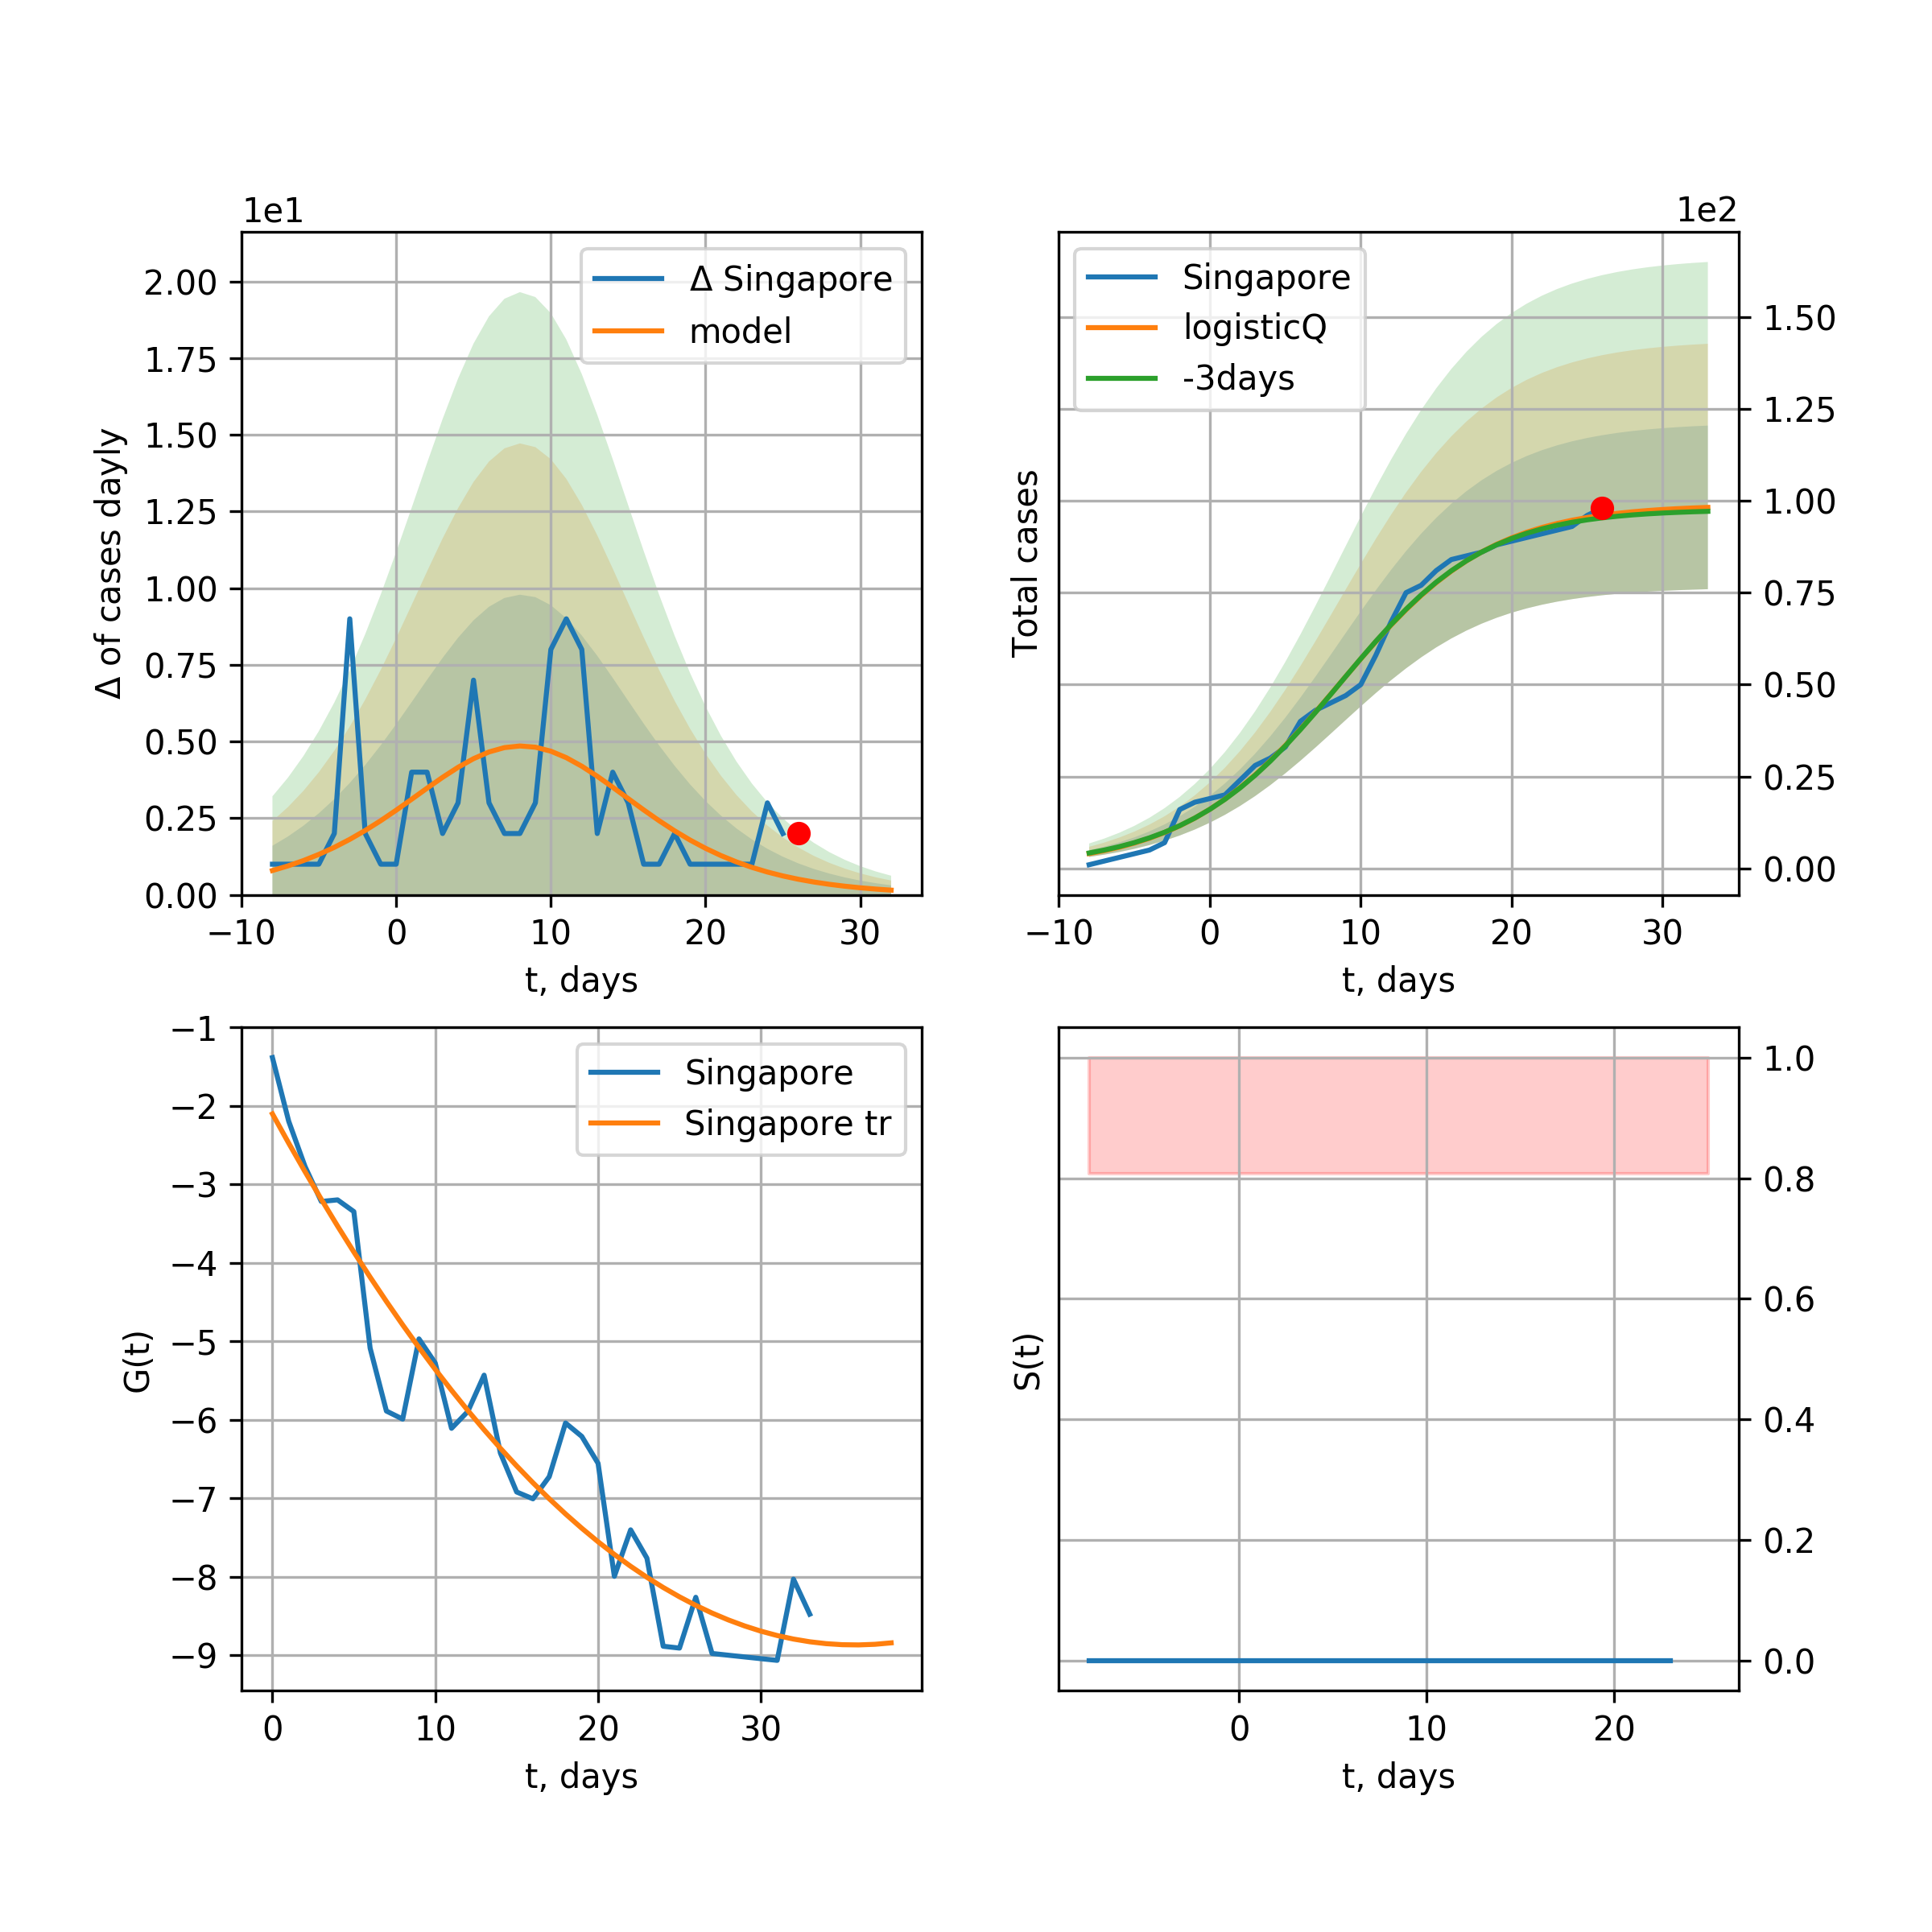 1e1
Δ of cases dayly
2.00
1.75
1.50
1.25
1.00
0.75
0.50
0.25
0.00
−10 0 10 20 30
t, days
Δ Singapore
model
1e2
Total cases
Singapore
logisticQ
-3days
1.50
1.25
1.00
0.75
0.50
0.25
0.00
−10 0 10 20 30
t, days
G(t)
−1
−2
−3
−4
−5
−6
−7
−8
−9
0 10 20 30
t, days
Singapore
Singapore tr
S(t)
1.0
0.8
0.6
0.4
0.2
0.0
0 10 20
t, days